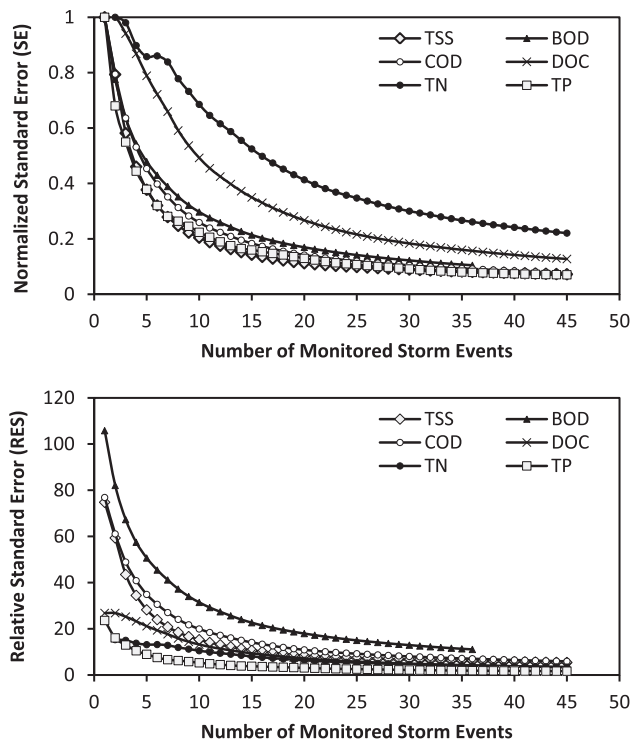 Normalized Standard Error (SE)
1
0.8
0.6
0.4
0.2
0
TSS BOD
COD DOC
TN TP
0 5 10 15 20 25 30 35 40 45 50
Number of Monitored Storm Events
Relative Standard Error (RES)
120
100
80
60
40
20
0
TSS BOD
COD DOC
TN TP
0 5 10 15 20 25 30 35 40 45 50
Number of Monitored Storm Events